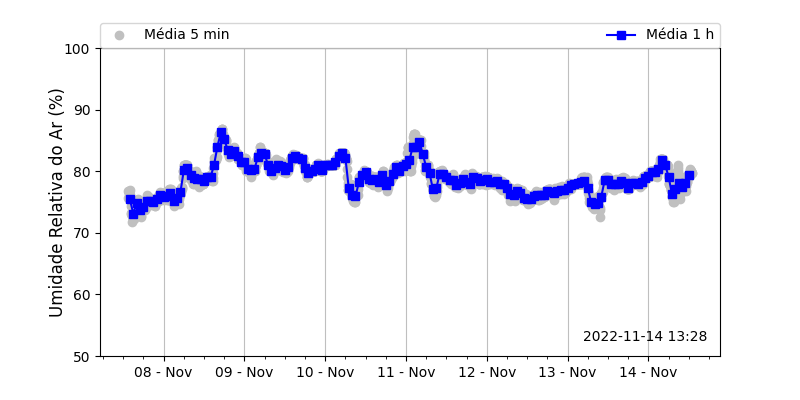 Média 5 min
Média 1 h
Umidade Relativa do Ar (%)
100
90
80
70
60
50
2022-11-14 13:28
08 - Nov
09 - Nov
10 - Nov
11 - Nov
12 - Nov
13 - Nov
14 - Nov